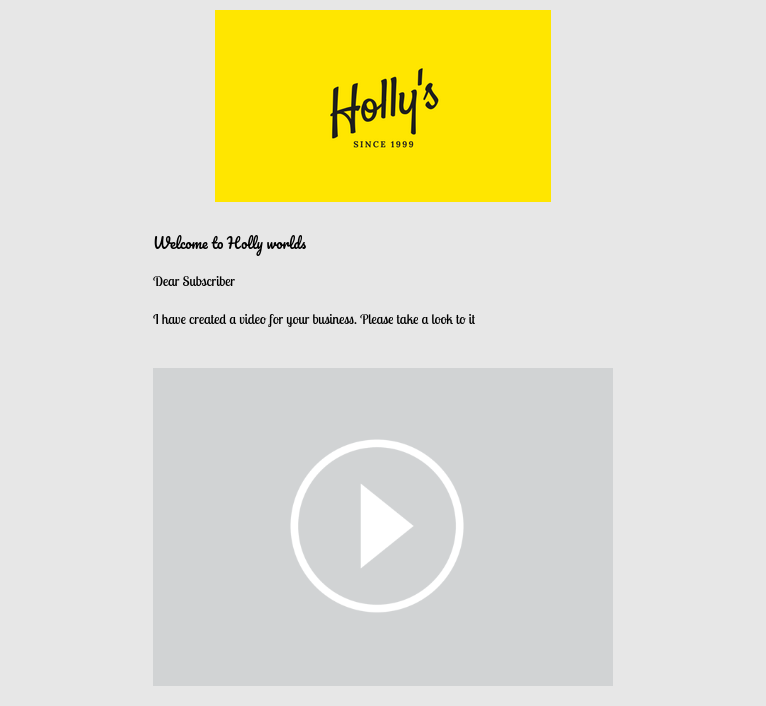 Holly's
SINCE 1999
Welcome to Holly worlds
Dear Subscriber
I have created a video for your business. Please take a look to it